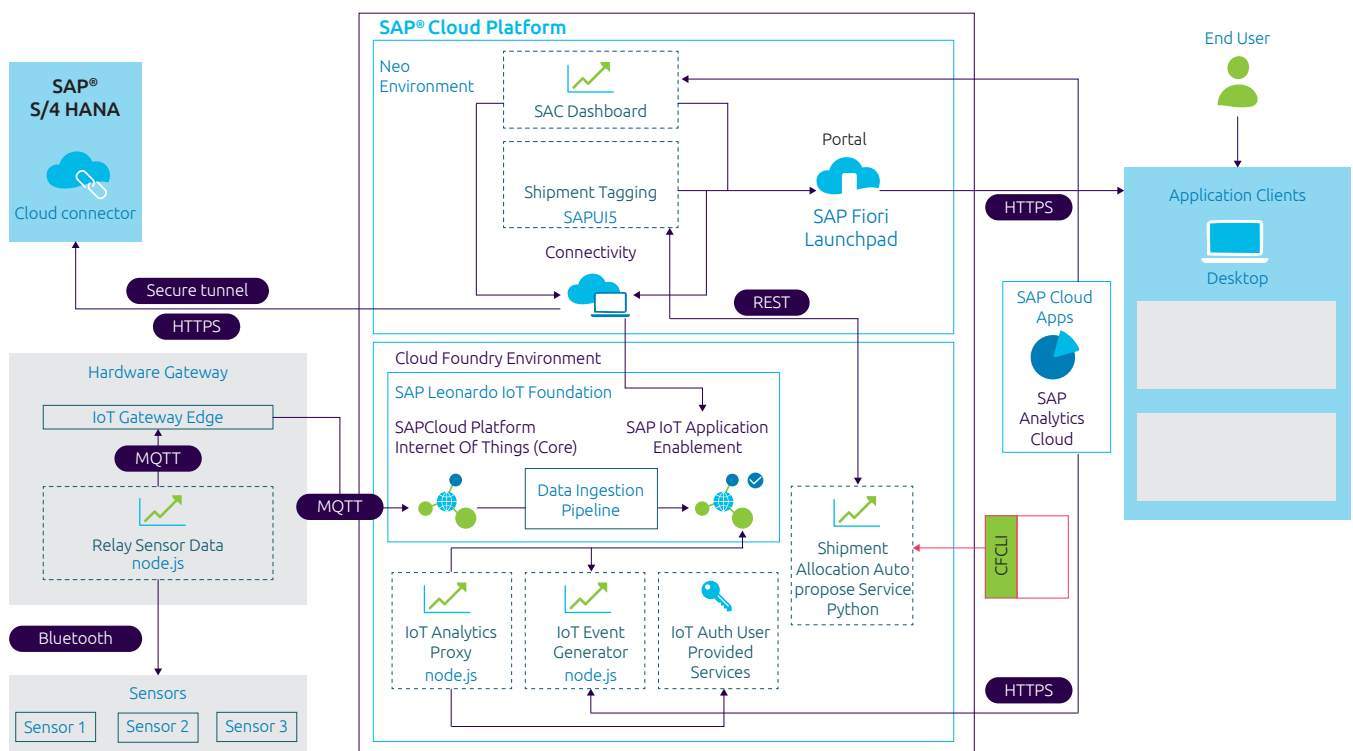 SAP® Cloud Platform
End User
SAP®
S/4 HANA
Cloud connector
Neo
Environment
SAC Dashboard
Shipment Tagging
SAPUI5
Portal
SAP Fiori
Launchpad
HTTPS
Application Clients
Desktop
Connectivity
Secure tunnel
HTTPS
REST
SAP Cloud
Apps
SAP
Analytics
Cloud
Hardware Gateway
IoT Gateway Edge
MQTT
Relay Sensor Data
node.js
MQTT
Cloud Foundry Environment
SAP Leonardo IoT Foundation
SAPCloud Platform
Internet Of Things (Core)
SAP IoT Application
Enablement
Data Ingestion
Pipeline
Shipment
Allocation Auto
propose Service
Python
CFCLI
IoT Analytics
Proxy
node.js
IoT Event
Generator
node.js
IoT Auth User
Provided
Services
Bluetooth
HTTPS
Sensors
Sensor 1
Sensor 2
Sensor 3